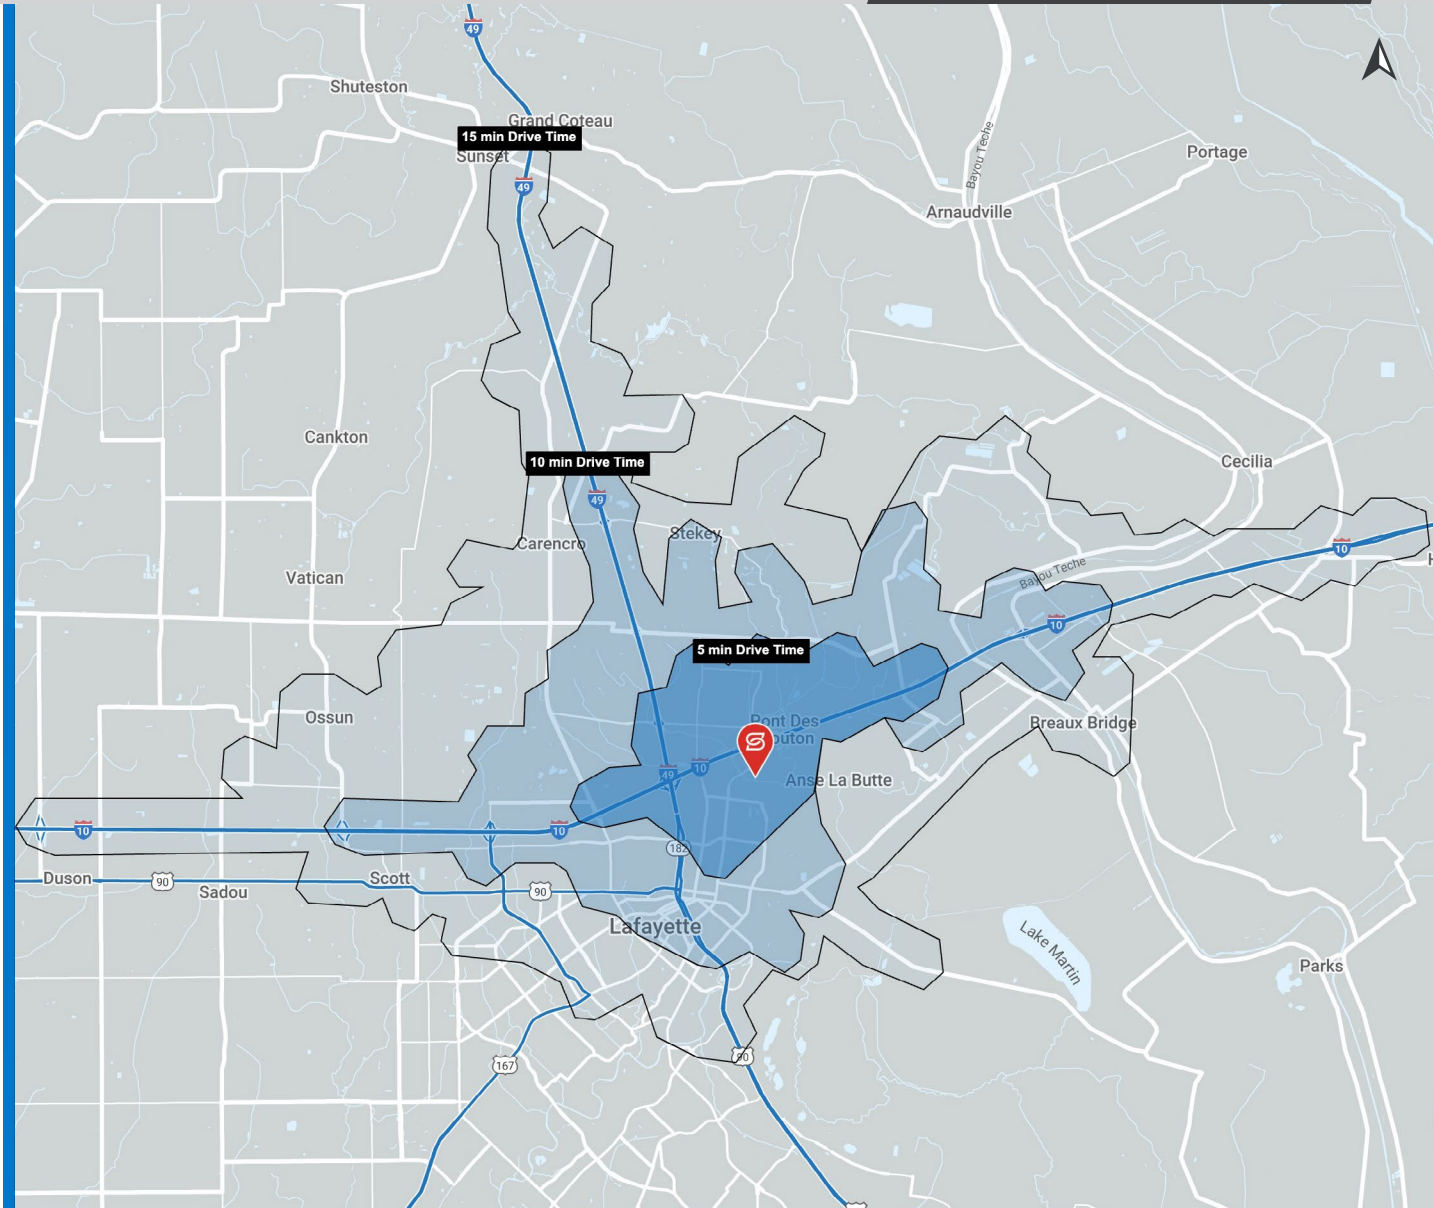 49
Shuteston
Grand Coteau
15 min Drive Time
Sunset
Bayou Teche
Portage
49
Arnaudville
Cankton
10 min Drive Time
Cecilia
49
Stekey
Carencro
10
Bayou Teche
Vatican
10
5 min Drive Time
Ossun
Pont Des
outon
Breaux Bridge
49
10
Anse La Butte
10
10
182
Duson
90
Sadou
Scott
90
Lafayette
Lake Martin
Parks
90
167